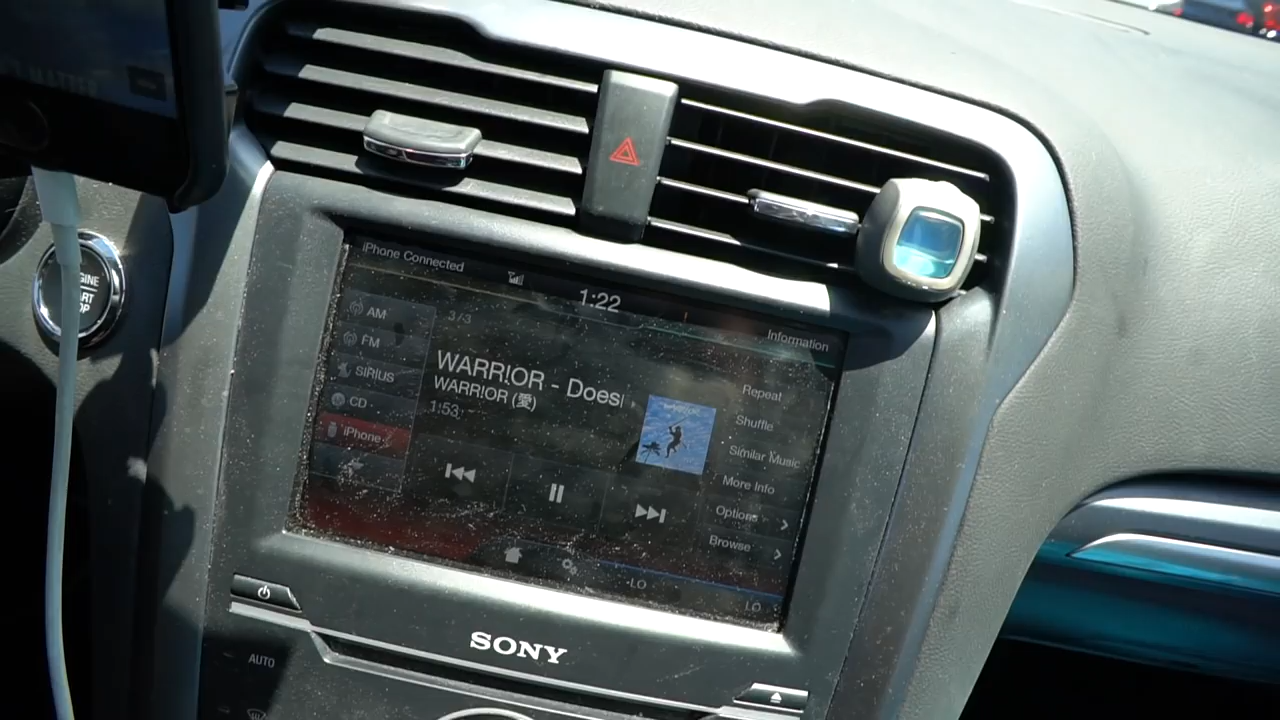 iPhone Connected
1:22
Information
AM
FM
SIRIUS
CD
iPhone
3/3
WARR!OR - Does
WARR!OR (愛)
1:53
Repeat
Shuffle
Similar Music
More Info
Options
Browse
-LO
LO
SONY
AUTO